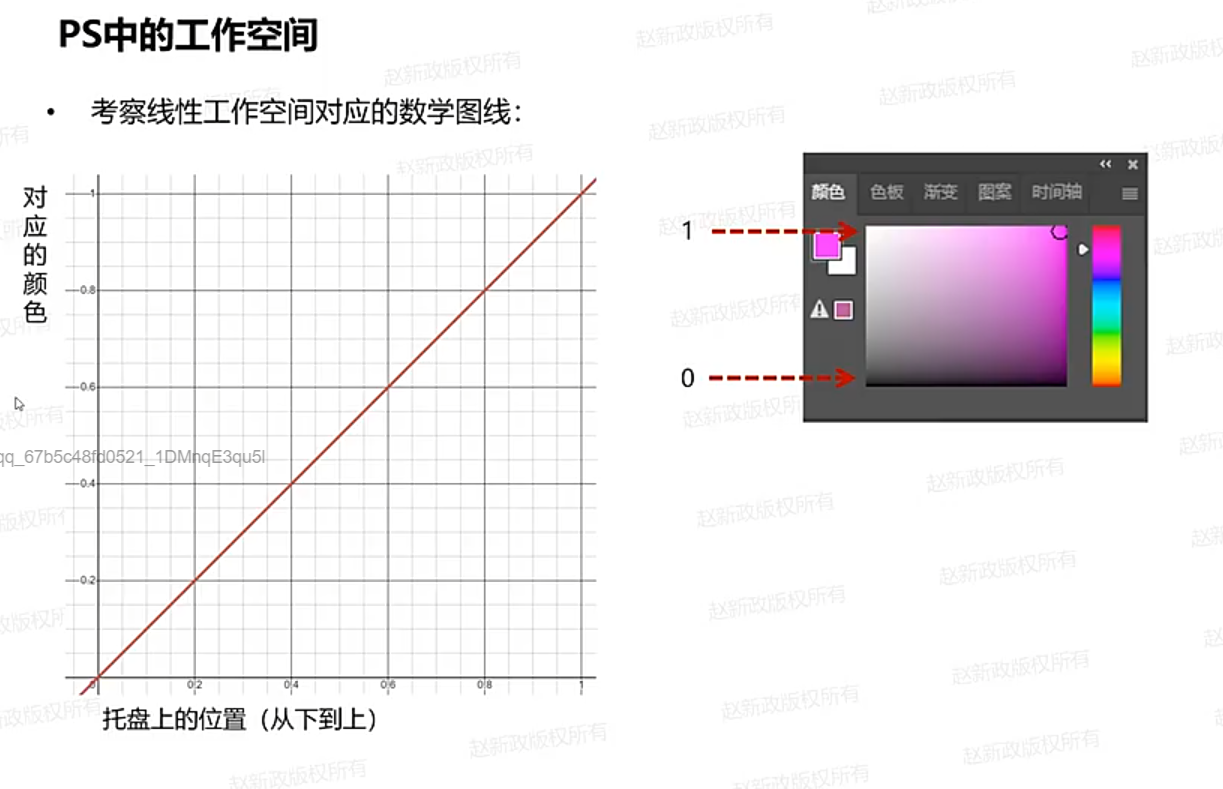 PS中的工作空间
• 考察线性工作空间对应的数学图线：
对应的颜色
1
0.8
0.6
0.4
0.2
0
0.2
0.4
0.6
0.8
1
托盘上的位置（从下到上）
颜色 色板 渐变 图案 时间轴
1
0
qq_67b5c48fd0521_1DMnqE3qu5l
赵新政版权所有